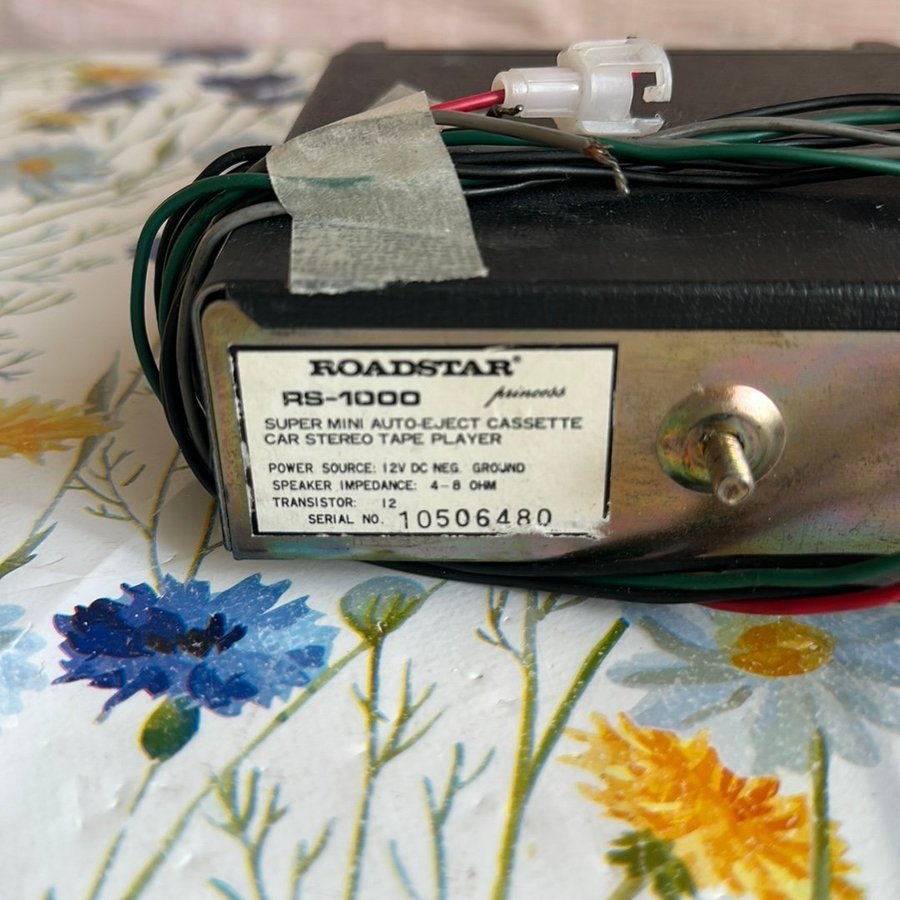 ROADSTAR®
RS-1000 princess
SUPER MINI AUTO-EJECT CASSETTE
CAR STEREO TAPE PLAYER
POWER SOURCE: 12V DC NEG. GROUND
SPEAKER IMPEDANCE: 4-8 OHM
TRANSISTOR: 12
SERIAL NO. 10506480